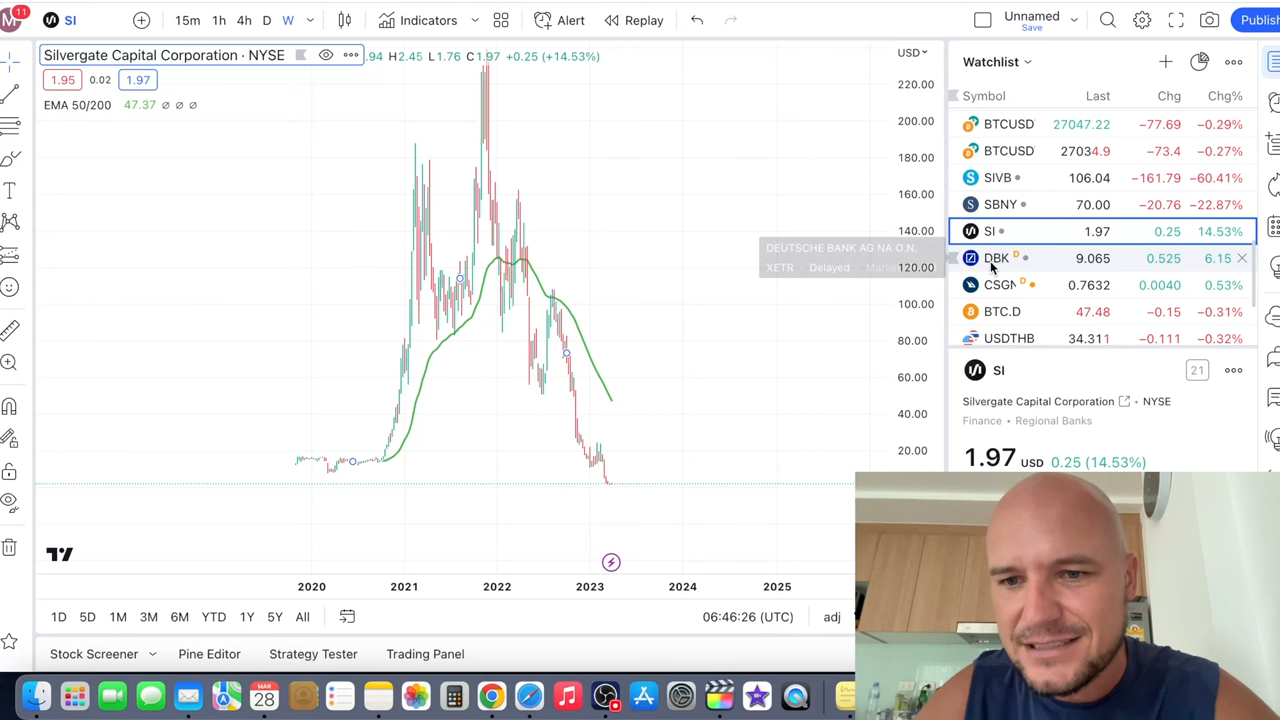 M 11 SI 15m 1h 4h D W Indicators Alert Replay Unnamed Save Publish
Silvergate Capital Corporation · NYSE .94 H2.45 L1.76 C1.97 +0.25 (+14.53%) USD
1.95 0.02 1.97
EMA 50/200 47.37 ∅ ∅ ∅
220.00
200.00
180.00
160.00
140.00
120.00
100.00
80.00
60.00
40.00
20.00
DEUTSCHE BANK AG NA O.N.
XETR Delayed Marke
2020 2021 2022 2023 2024 2025
1D 5D 1M 3M 6M YTD 1Y 5Y All 06:46:26 (UTC) adj
Stock Screener Pine Editor Strategy Tester Trading Panel
Watchlist
Symbol Last Chg Chg%
BTCUSD 27047.22 −77.69 −0.29%
BTCUSD 27034.9 −73.4 −0.27%
SIVB 106.04 −161.79 −60.41%
SBNY 70.00 −20.76 −22.87%
SI 1.97 0.25 14.53%
DBK D 9.065 0.525 6.15
CSGN D 0.7632 0.0040 0.53%
BTC.D 47.48 −0.15 −0.31%
USDTHB 34.311 −0.111 −0.32%
SI 21
Silvergate Capital Corporation • NYSE
Finance • Regional Banks
1.97 USD 0.25 (14.53%)
MAR
28